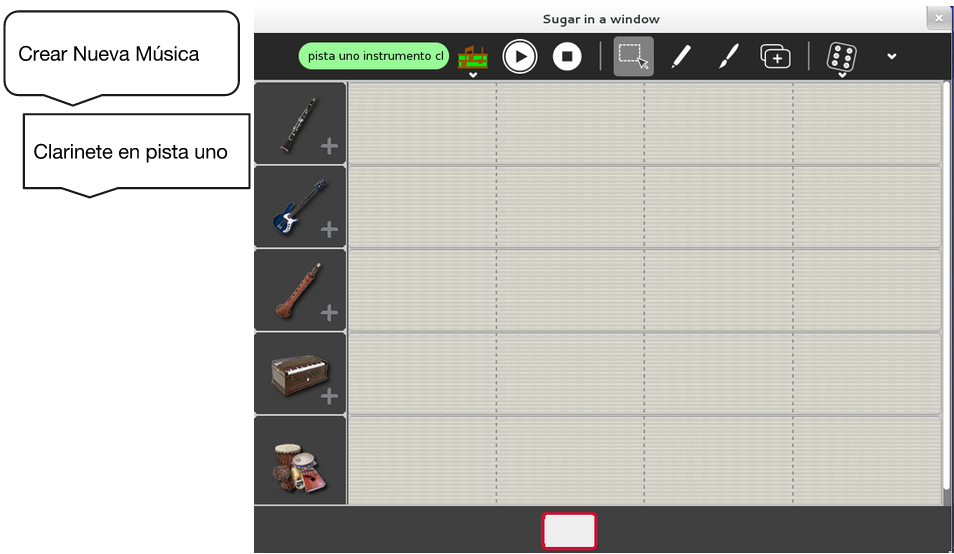 Sugar in a window
Crear Nueva Música
pista uno instrumento cl
Clarinete en pista uno